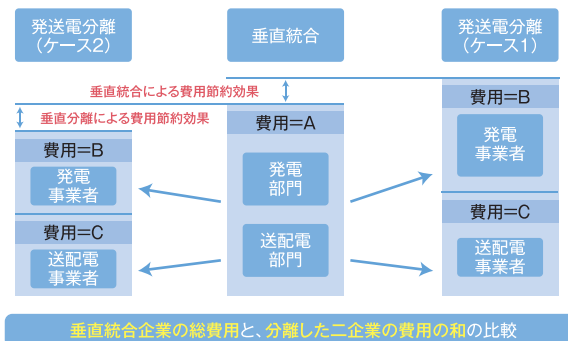 発送電分離
(ケース2)
垂直統合
発送電分離
(ケース1)
垂直統合による費用節約効果
垂直分離による費用節約効果
費用=B
発電
事業者
費用=C
送配電
事業者
費用=A
発電
部門
送配電
部門
費用=B
発電
事業者
費用=C
送配電
事業者
垂直統合企業の総費用と、分離した二企業の費用の和の比較